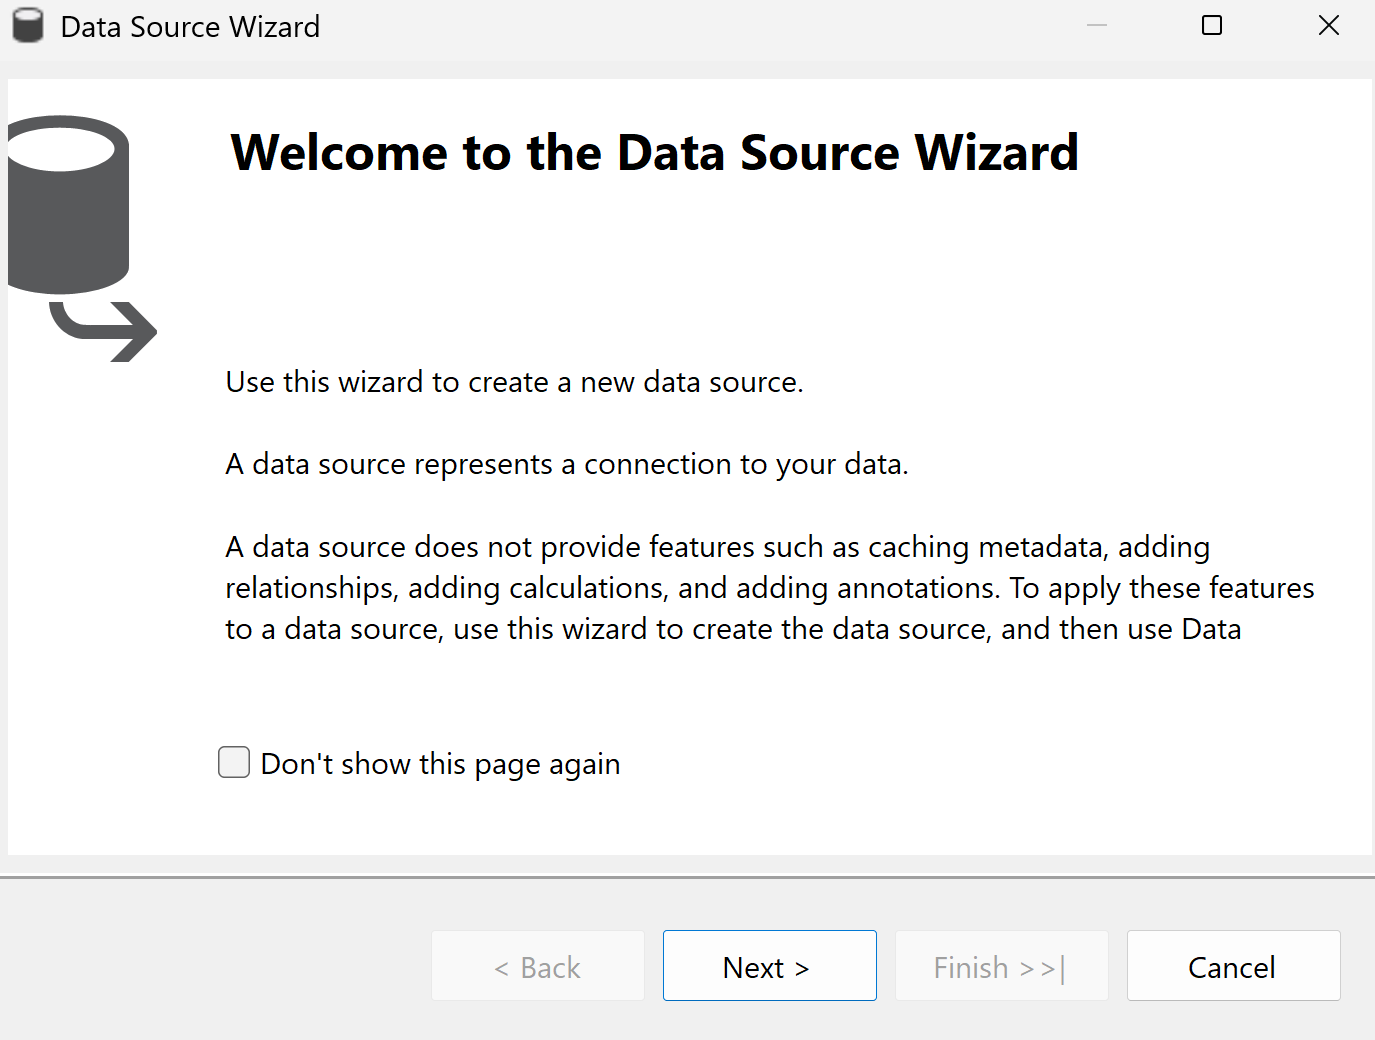 Data Source Wizard
Welcome to the Data Source Wizard
Use this wizard to create a new data source.
A data source represents a connection to your data.
A data source does not provide features such as caching metadata, adding
relationships, adding calculations, and adding annotations. To apply these features
to a data source, use this wizard to create the data source, and then use Data
Don't show this page again
< Back
Next >
Finish >>|
Cancel